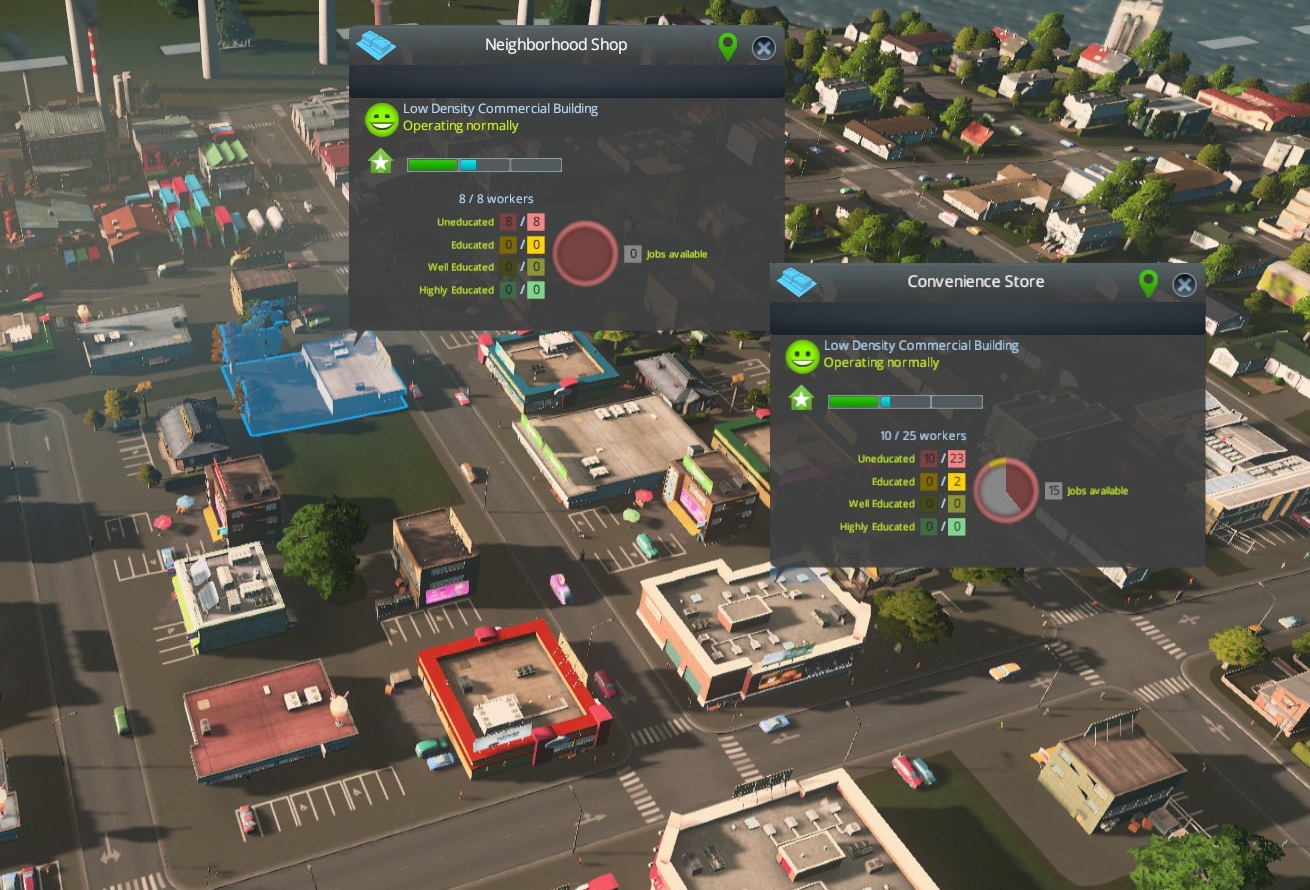 Neighborhood Shop
Low Density Commercial Building
Operating normally
8 / 8 workers
Uneducated 8 / 8
Educated 0 / 0
Well Educated 0 / 0
Highly Educated 0 / 0
0 Jobs available
Convenience Store
Low Density Commercial Building
Operating normally
10 / 25 workers
Uneducated 10 / 23
Educated 0 / 2
Well Educated 0 / 0
Highly Educated 0 / 0
15 Jobs available